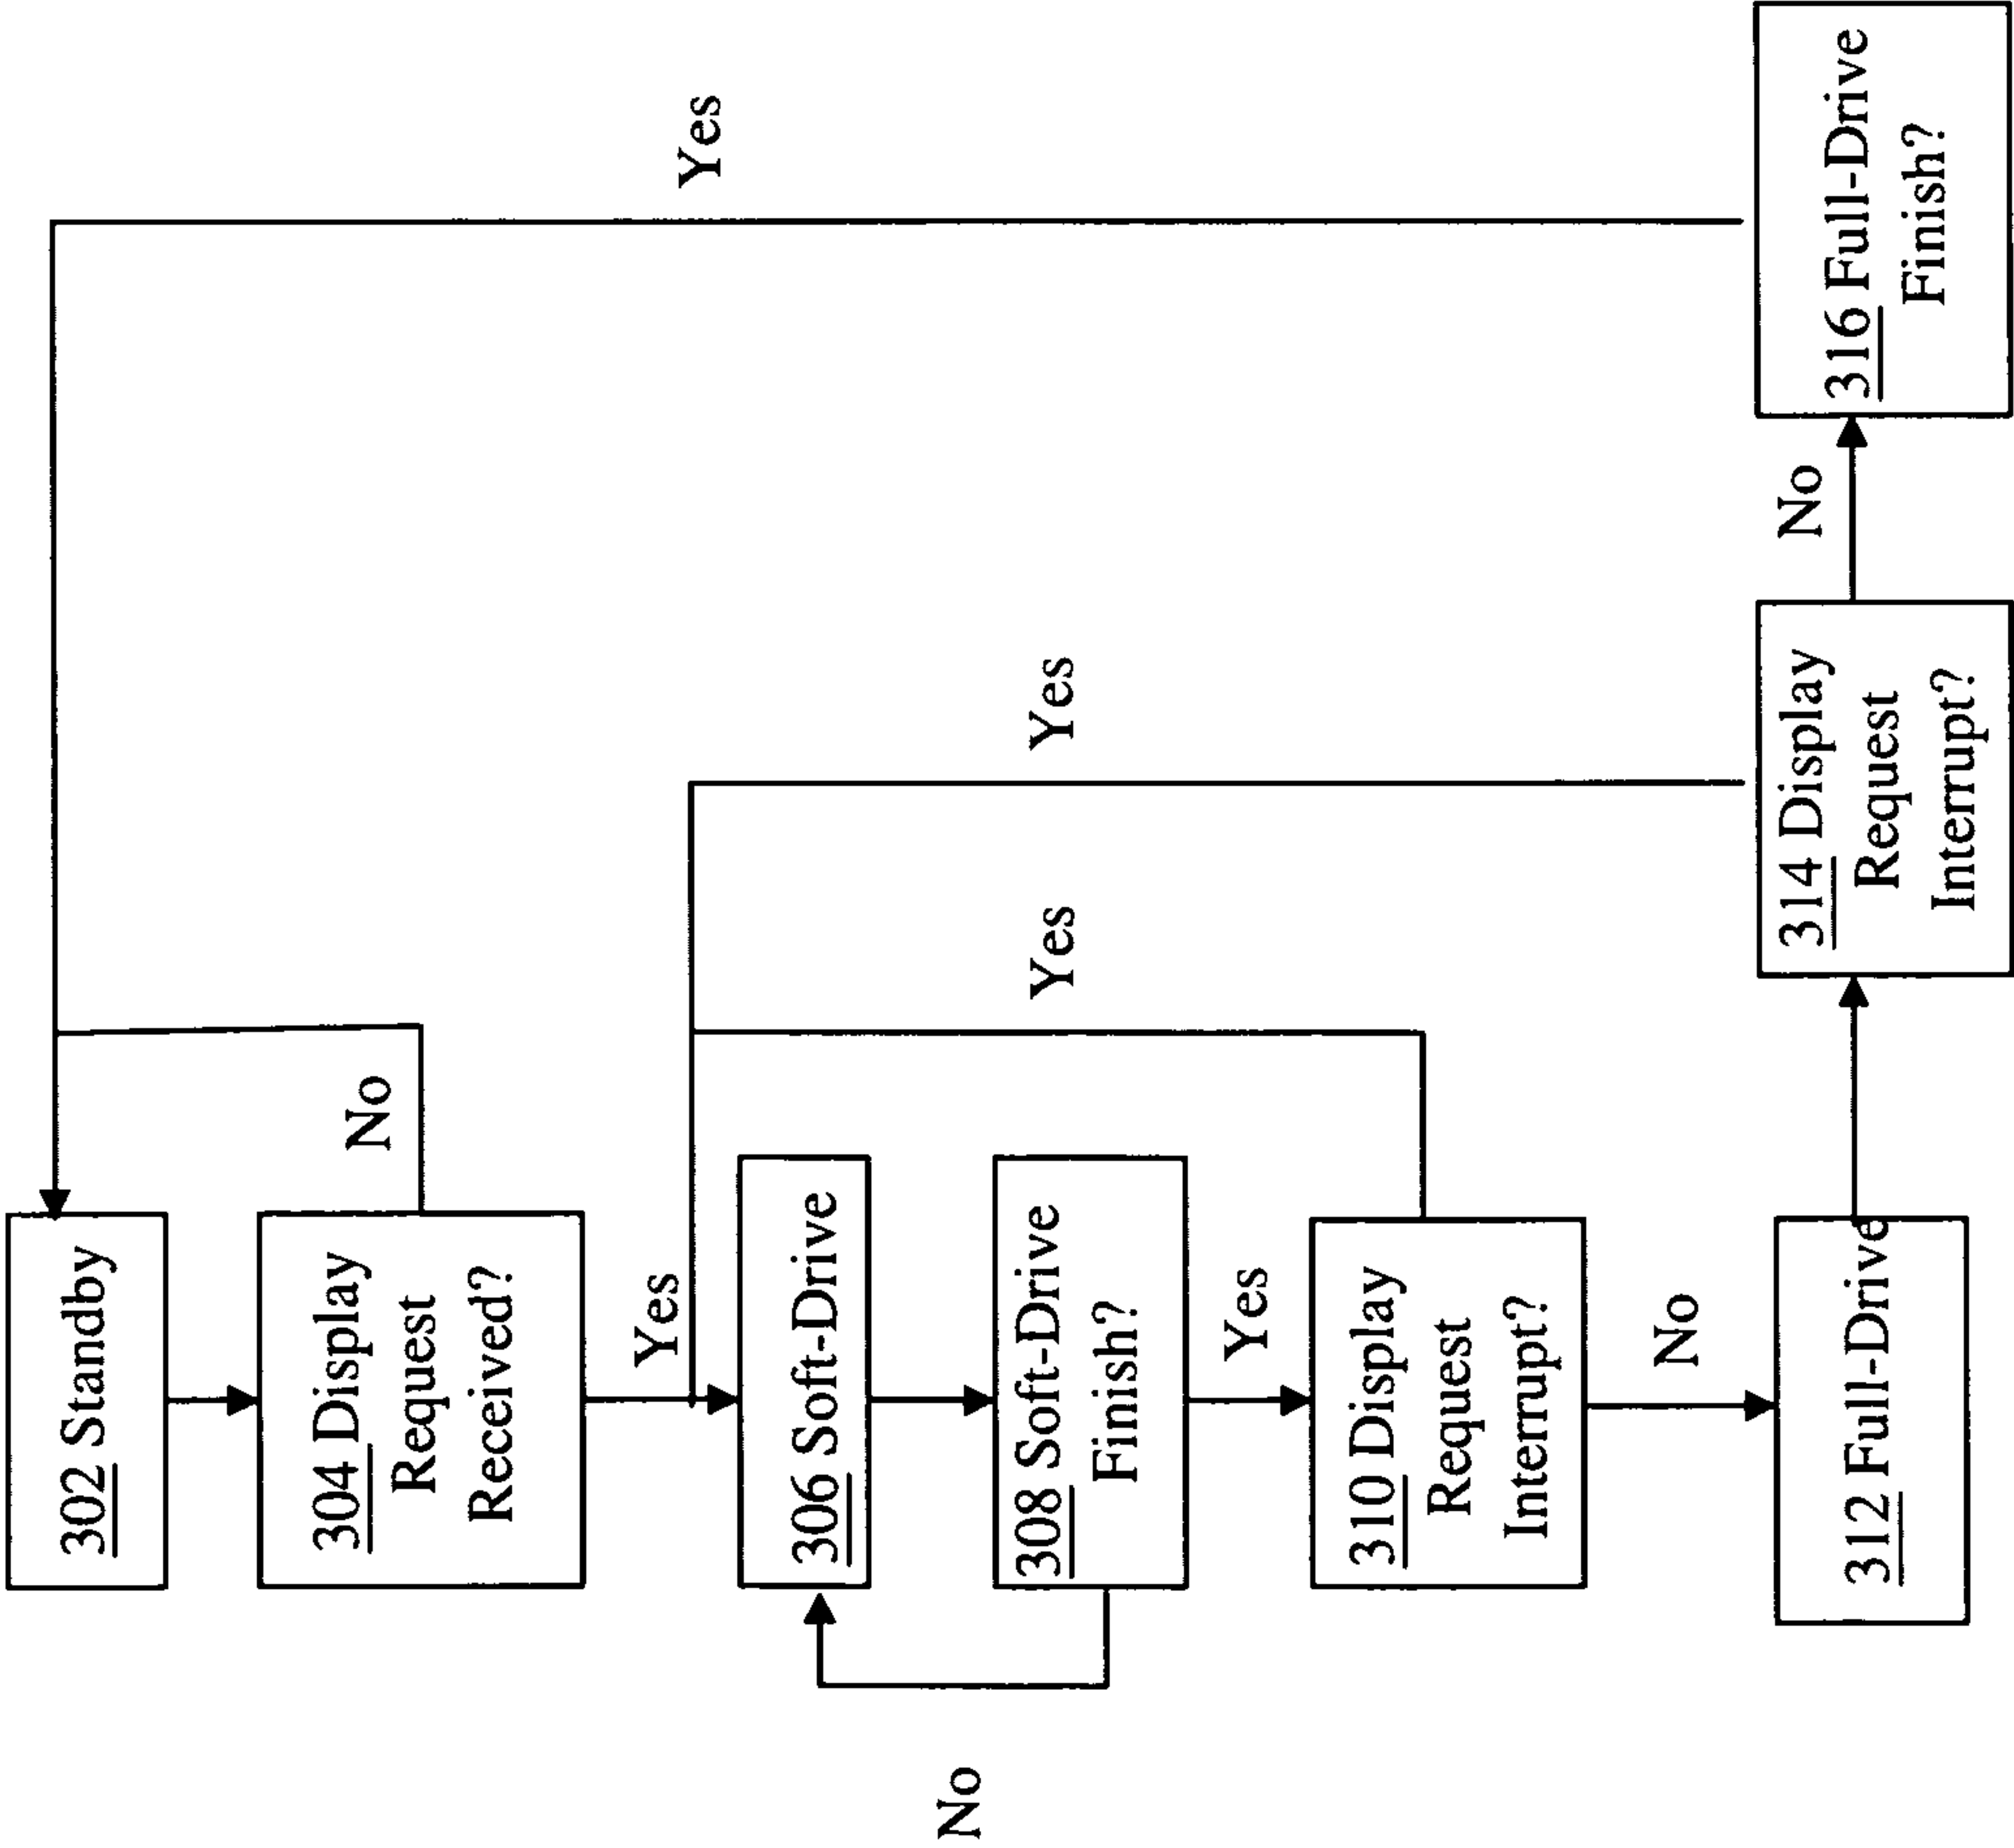 302 Standby
304 Display
Request
Received?
No
Yes
306 Soft-Drive
308 Soft-Drive
Finish?
No
Yes
310 Display
Request
Interrupt?
Yes
No
312 Full-Drive
314 Display
Request
Interrupt?
Yes
No
316 Full-Drive
Finish?
Yes